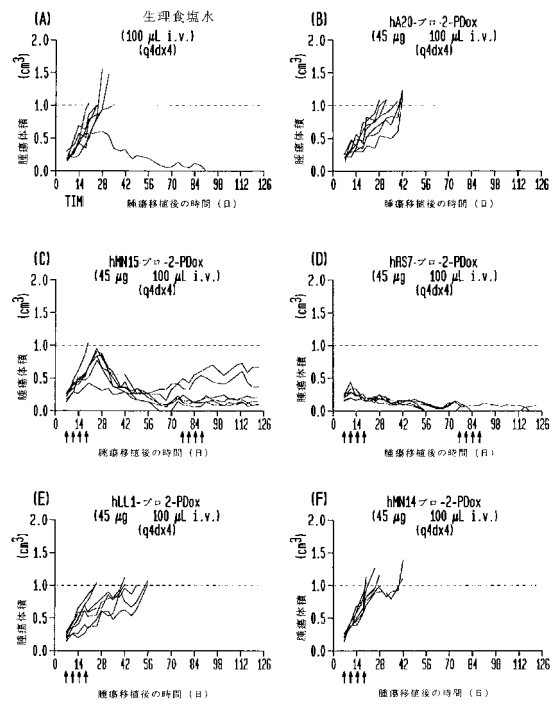 (A) 生理食塩水
(100 μL i.v.)
(q4dx4)
腫瘍体積 (cm³)
2.0
1.5
1.0
0.5
0.0
0 14 28 42 56 70 84 98 112 126
TIM 腫瘍移植後の時間（日）
(B) hA20-プロ-2-PDox
(45 μg 100 μL i.v.)
(q4dx4)
腫瘍体積 (cm³)
2.0
1.5
1.0
0.5
0.0
0 14 28 42 56 70 84 98 112 126
腫瘍移植後の時間（日）
(C) hMN15-プロ-2-PDox
(45 μg 100 μL i.v.)
(q4dx4)
腫瘍体積 (cm³)
2.0
1.5
1.0
0.5
0.0
0 14 28 42 56 70 84 98 112 126
腫瘍移植後の時間（日）
(D) hRS7-プロ-2-PDox
(45 μg 100 μL i.v.)
(q4dx4)
腫瘍体積 (cm³)
2.0
1.5
1.0
0.5
0.0
0 14 28 42 56 70 84 98 112 126
腫瘍移植後の時間（日）
(E) hLL1-プロ2-PDox
(45 μg 100 μL i.v.)
(q4dx4)
腫瘍体積 (cm³)
2.0
1.5
1.0
0.5
0.0
0 14 28 42 56 70 84 98 112 126
腫瘍移植後の時間（日）
(F) hMN14プロ-2-PDox
(45 μg 100 μL i.v.)
(q4dx4)
腫瘍体積 (cm³)
2.0
1.5
1.0
0.5
0.0
0 14 28 42 56 70 84 98 112 126
腫瘍移植後の時間（日）